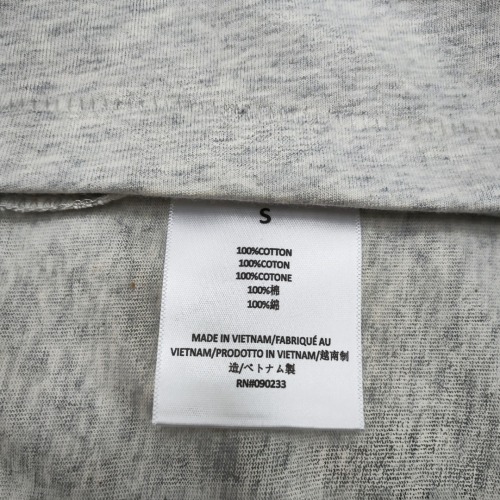 S
100%COTTON
100%COTON
100%COTONE
100%棉
100%綿
MADE IN VIETNAM/FABRIQUÉ AU
VIETNAM/PRODOTTO IN VIETNAM/越南制
造/ベトナム製
RN#090233